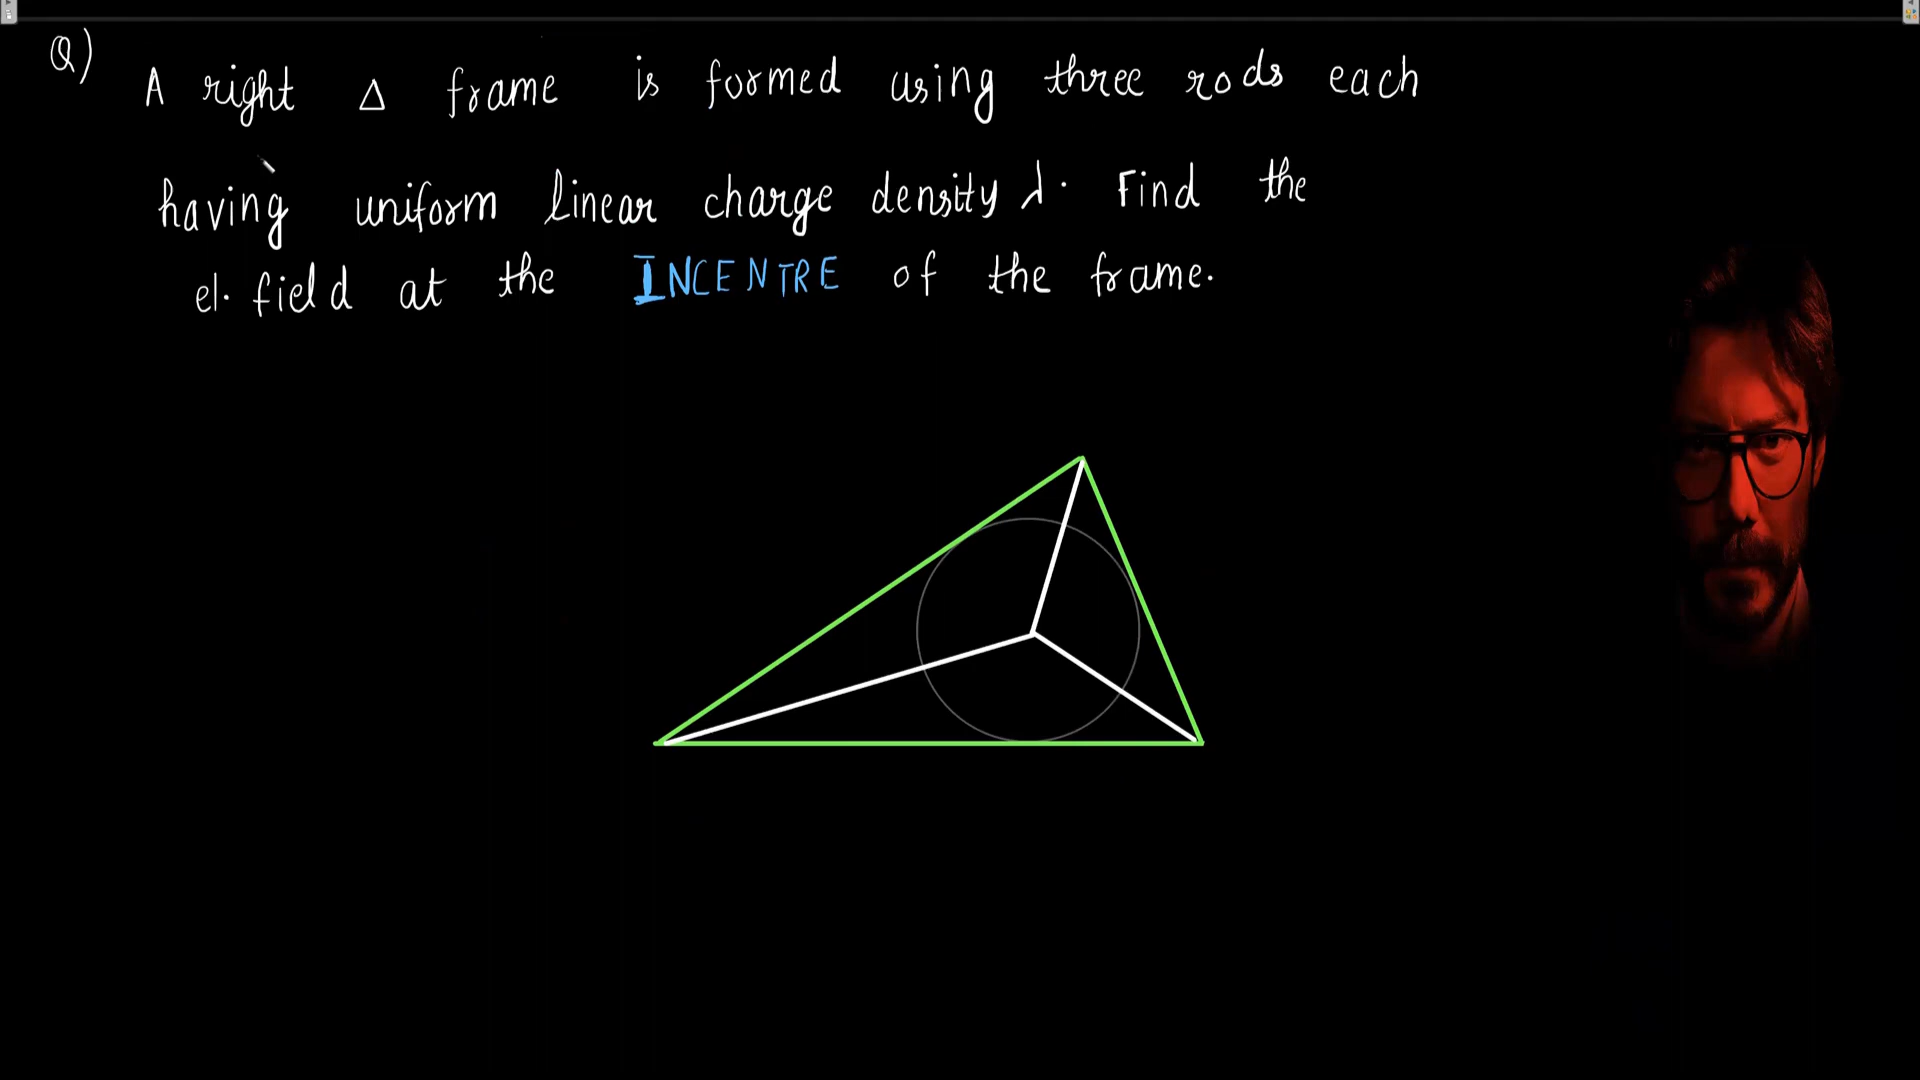 Q)
A right Δ frame is formed using three rods each
having uniform linear charge density λ. Find the
el. field at the INCENTRE of the frame.